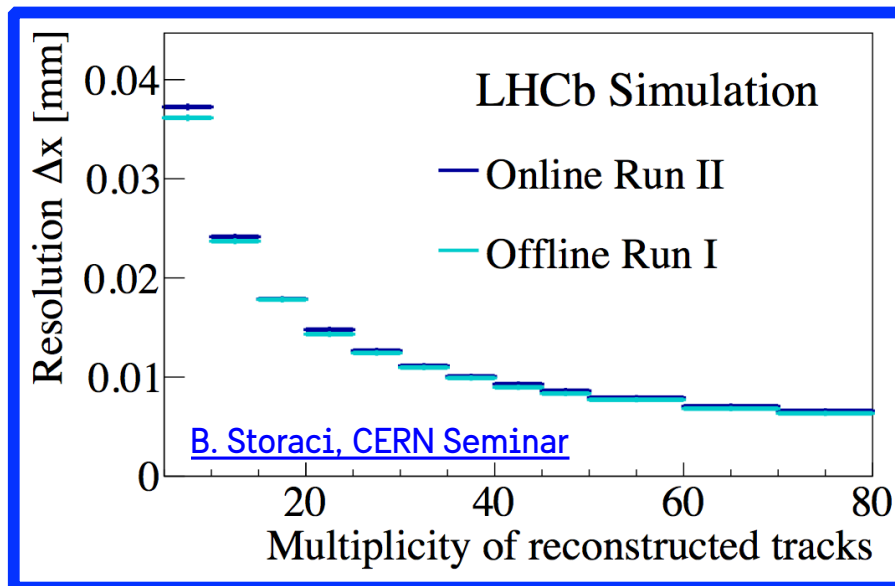 Resolution Δx [mm]
0.04
0.03
0.02
0.01
0
LHCb Simulation
Online Run II
Offline Run I
B. Storaci, CERN Seminar
20 40 60 80
Multiplicity of reconstructed tracks